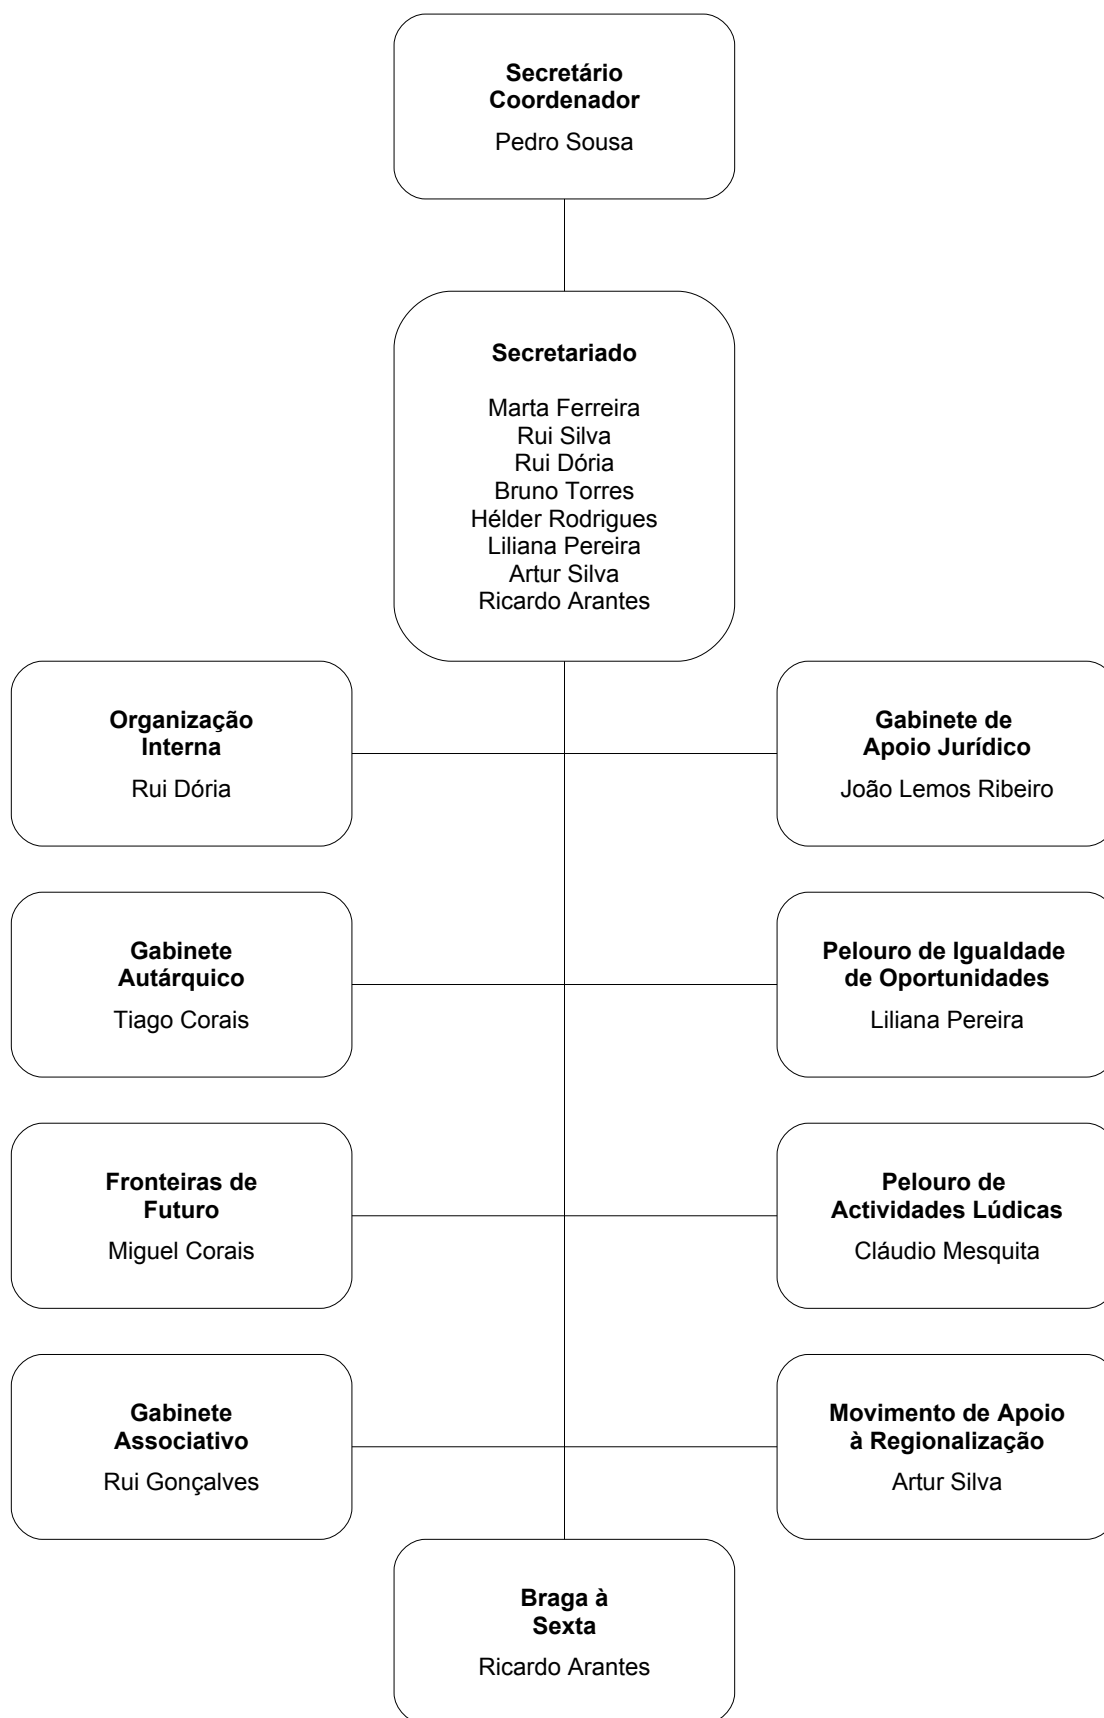 Secretário
Coordenador
Pedro Sousa
Secretariado
Marta Ferreira
Rui Silva
Rui Dória
Bruno Torres
Hélder Rodrigues
Liliana Pereira
Artur Silva
Ricardo Arantes
Organização
Interna
Rui Dória
Gabinete de
Apoio Jurídico
João Lemos Ribeiro
Gabinete
Autárquico
Tiago Corais
Pelouro de Igualdade
de Oportunidades
Liliana Pereira
Fronteiras de
Futuro
Miguel Corais
Pelouro de
Actividades Lúdicas
Cláudio Mesquita
Gabinete
Associativo
Rui Gonçalves
Movimento de Apoio
à Regionalização
Artur Silva
Braga à
Sexta
Ricardo Arantes